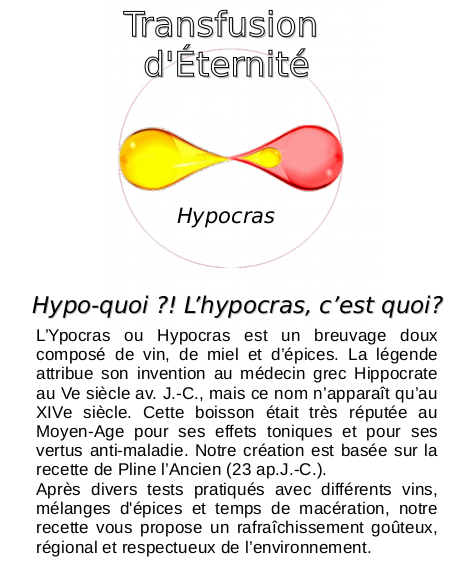 Transfusion
d'Éternité
Hypocras
Hypo-quoi ?! L’hypocras, c’est quoi?
L’Ypocras ou Hypocras est un breuvage doux
composé de vin, de miel et d’épices. La légende
attribue son invention au médecin grec Hippocrate
au Ve siècle av. J.-C., mais ce nom n’apparaît qu’au
XIVe siècle. Cette boisson était très réputée au
Moyen-Age pour ses effets toniques et pour ses
vertus anti-maladie. Notre création est basée sur la
recette de Pline l’Ancien (23 ap.J.-C.).
Après divers tests pratiqués avec différents vins,
mélanges d'épices et temps de macération, notre
recette vous propose un rafraîchissement goûteux,
régional et respectueux de l’environnement.